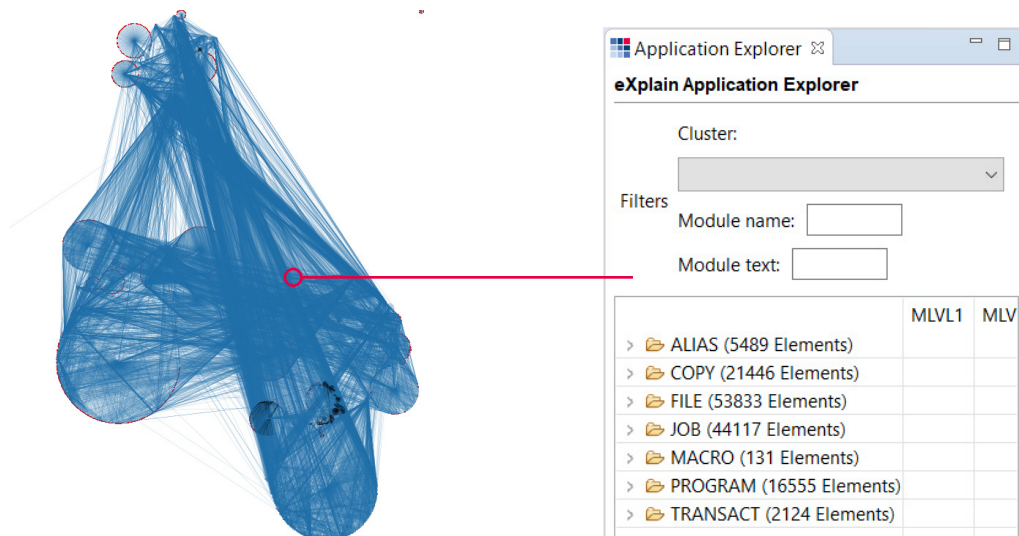 Application Explorer
eXplain Application Explorer
Cluster:
Filters
Module name:
Module text:
MLVL1 MLV
ALIAS (5489 Elements)
COPY (21446 Elements)
FILE (53833 Elements)
JOB (44117 Elements)
MACRO (131 Elements)
PROGRAM (16555 Elements)
TRANSACT (2124 Elements)